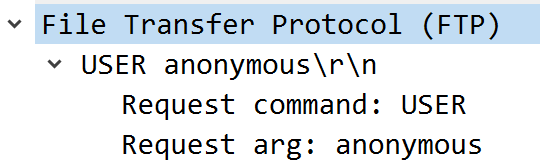 File Transfer Protocol (FTP)
USER anonymous\r\n
Request command: USER
Request arg: anonymous